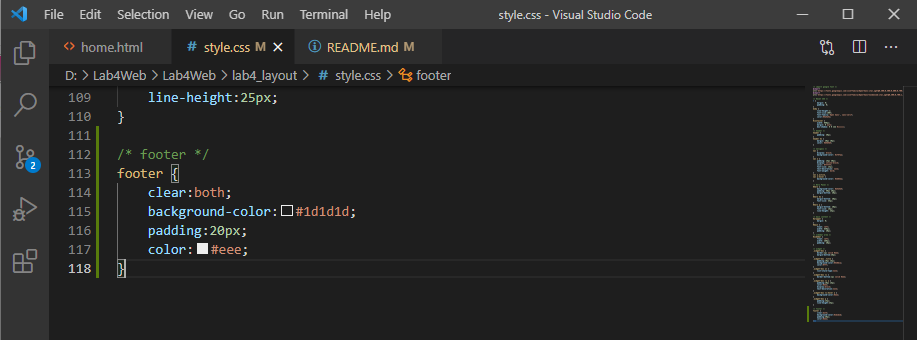 File Edit Selection View Go Run Terminal Help style.css - Visual Studio Code
<> home.html # style.css M × ⓘ README.md M
D: > Lab4Web > Lab4Web > lab4_layout > # style.css > footer
109 line-height:25px;
110 }
111
112 /* footer */
113 footer {
114 clear:both;
115 background-color:#1d1d1d;
116 padding:20px;
117 color:#eee;
118 }
2